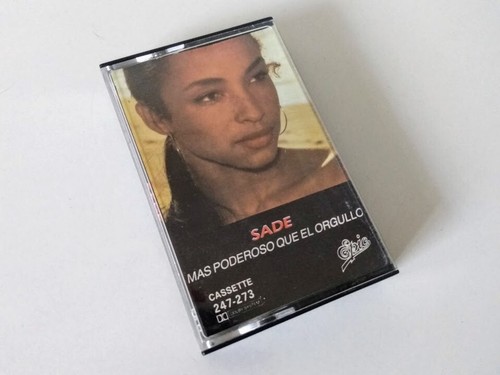 SADE
MAS PODEROSO QUE EL ORGULLO
Epic
CASSETTE
247-273